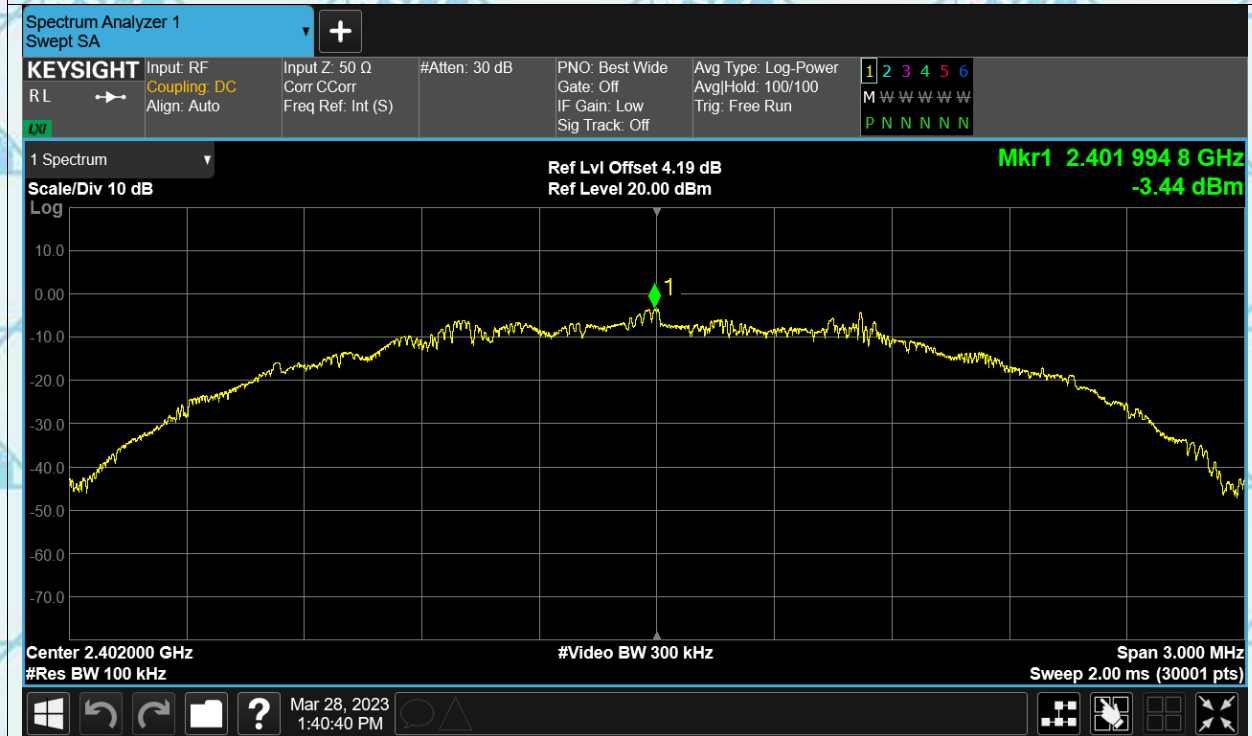 Spectrum Analyzer 1
Swept SA
+
KEYSIGHT
RL
LXI
Input: RF
Coupling: DC
Align: Auto
Input Z: 50 Ω
Corr CCorr
Freq Ref: Int (S)
#Atten: 30 dB
PNO: Best Wide
Gate: Off
IF Gain: Low
Sig Track: Off
Avg Type: Log-Power
Avg|Hold: 100/100
Trig: Free Run
1 2 3 4 5 6
M W W W W W
P N N N N N
1 Spectrum
Scale/Div 10 dB
Log
Ref Lvl Offset 4.19 dB
Ref Level 20.00 dBm
Mkr1 2.401 994 8 GHz
-3.44 dBm
1
10.0
0.00
-10.0
-20.0
-30.0
-40.0
-50.0
-60.0
-70.0
Center 2.402000 GHz
#Res BW 100 kHz
#Video BW 300 kHz
Span 3.000 MHz
Sweep 2.00 ms (30001 pts)
?
Mar 28, 2023
1:40:40 PM